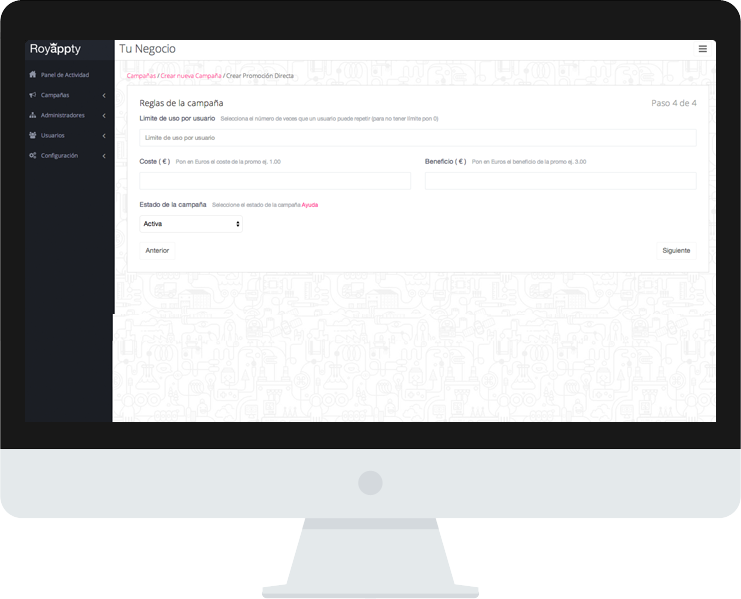 Royappty
Tu Negocio
Panel de Actividad
Campañas
Administradores
Usuarios
Configuración
Campañas / Crear nueva Campaña / Crear Promoción Directa
Reglas de la campaña
Paso 4 de 4
Límite de uso por usuario Selecciona el número de veces que un usuario puede repetir (para no tener límite pon 0)
Límite de uso por usuario
Coste ( € ) Pon en Euros el coste de la promo ej. 1.00
Beneficio ( € ) Pon en Euros el beneficio de la promo ej. 3.00
Estado de la campaña Seleccione el estado de la campaña Ayuda
Activa
Anterior
Siguiente